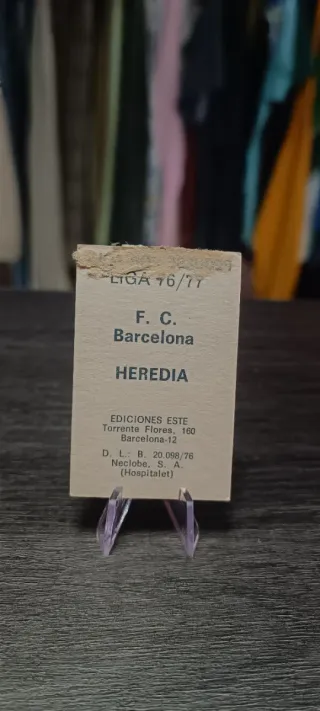 LIGA 76/77
F. C.
Barcelona
HEREDIA
EDICIONES ESTE
Torrente Flores, 160
Barcelona-12
D. L.: B. 20.098/76
Neclobe, S. A.
(Hospitalet)